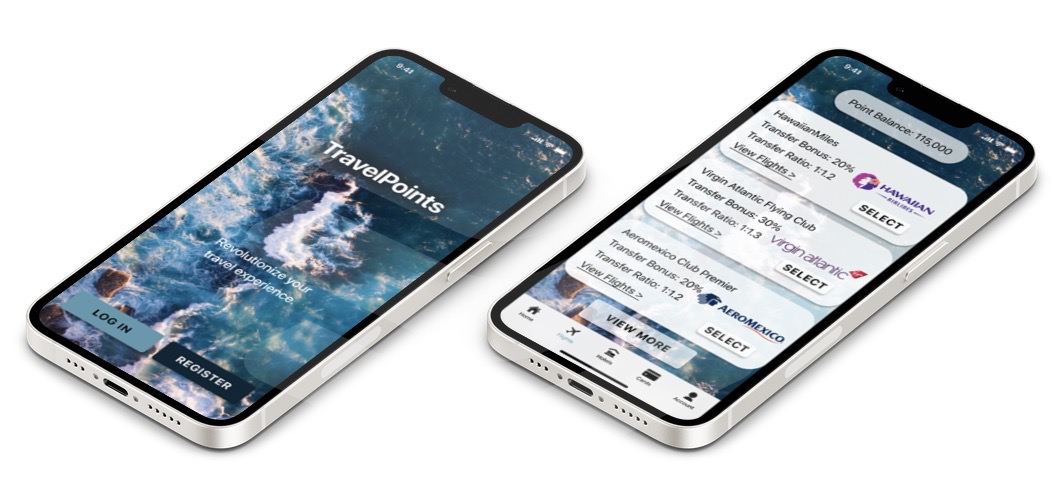 9:41
TravelPoints
Revolutionize your
travel experience.
LOG IN
REGISTER
9:41
Point Balance: 115,000
HawaiianMiles
Transfer Bonus: 20%
Transfer Ratio: 1:1.2
View Flights >
HAWAIIAN
AIRLINES
SELECT
Virgin Atlantic Flying Club
Transfer Bonus: 30%
Transfer Ratio: 1:1.3
View Flights >
virgin atlantic
SELECT
Aeromexico Club Premier
Transfer Bonus: 20%
Transfer Ratio: 1:1.2
View Flights >
AEROMEXICO
SELECT
VIEW MORE
Home
Flights
Hotels
Cards
Account